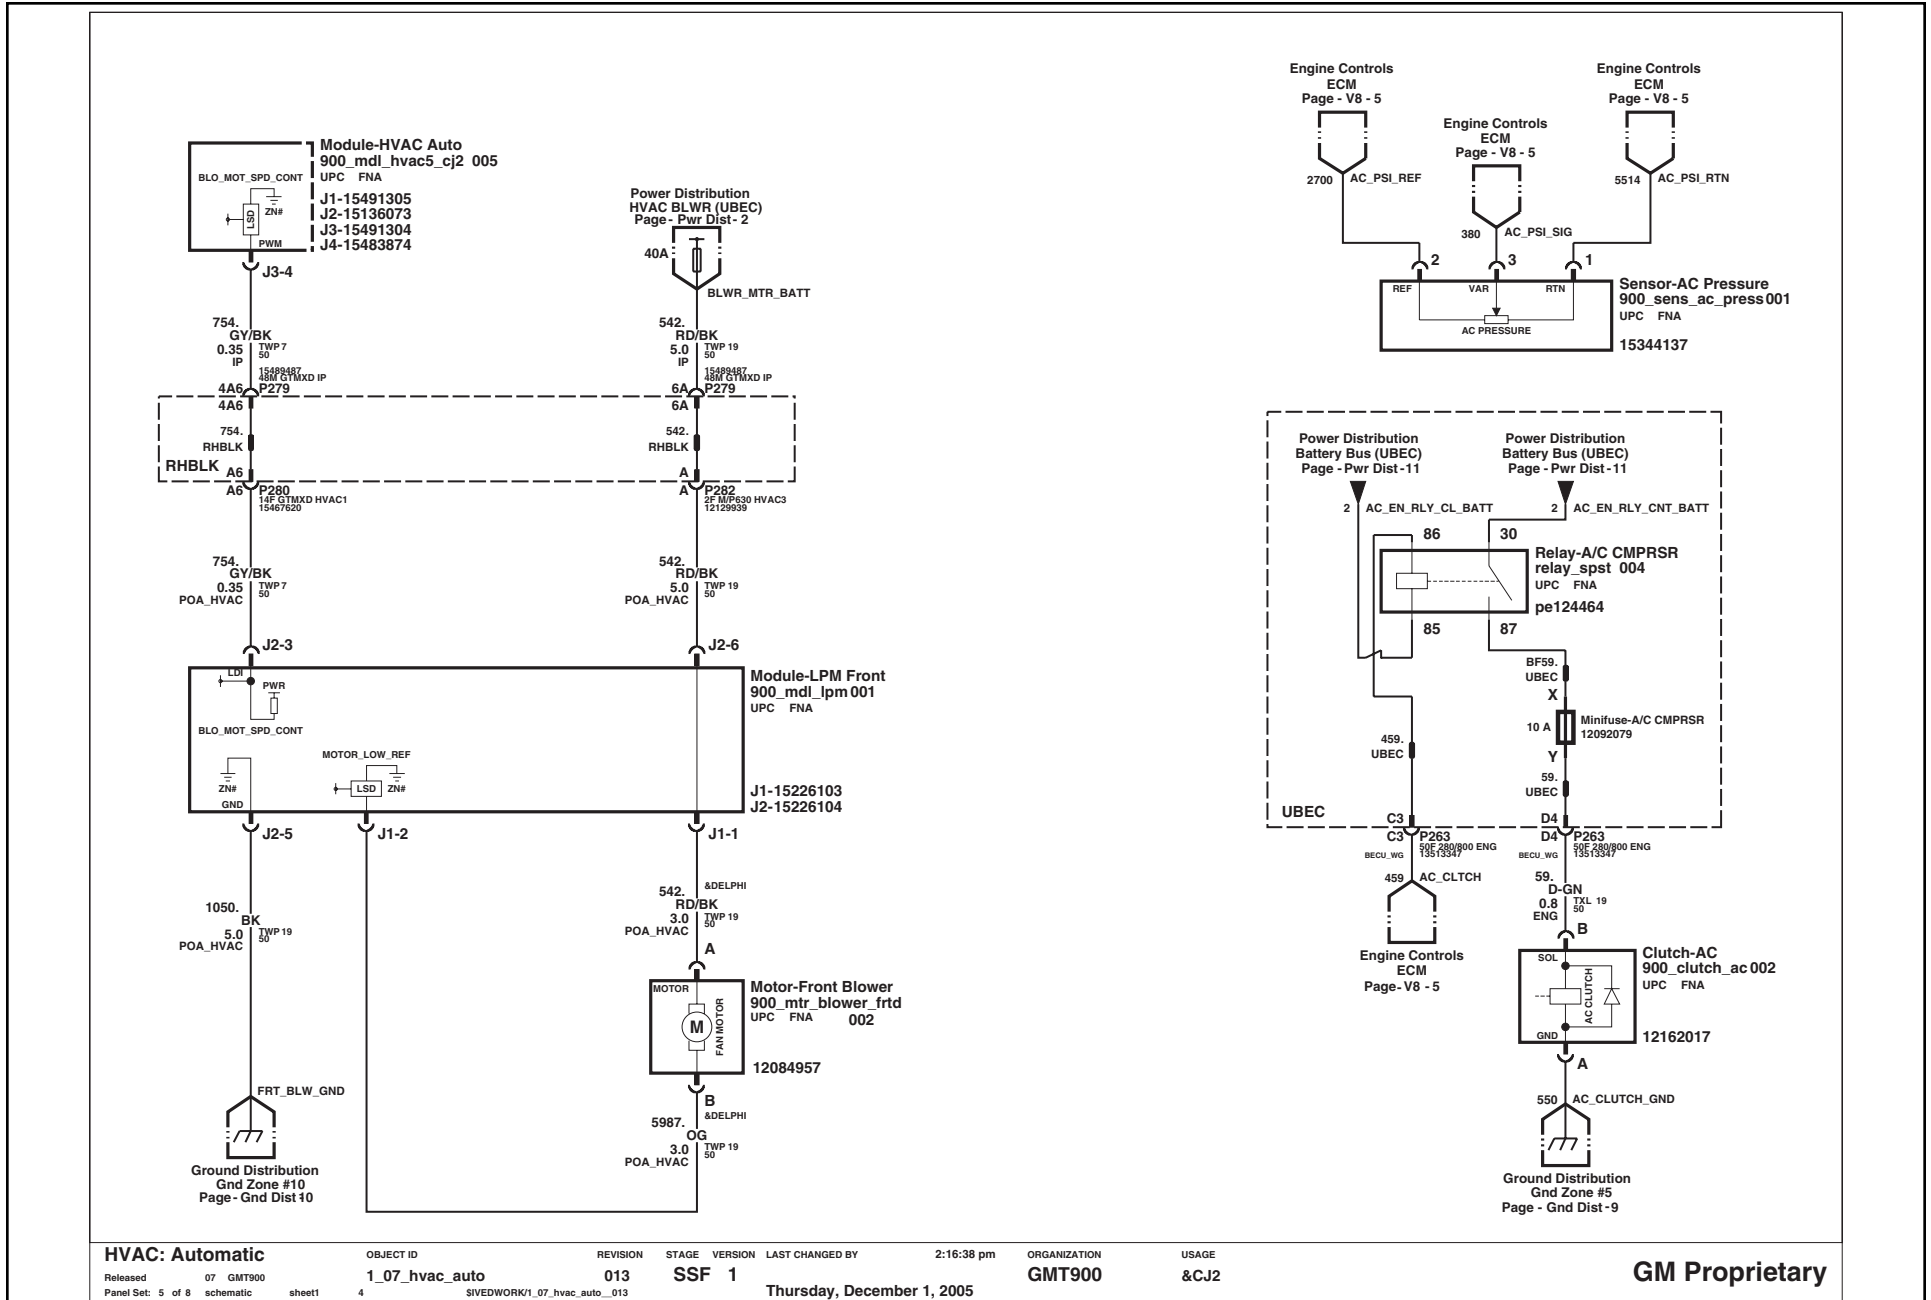 Module-HVAC Auto
900_mdl_hvac5_cj2 005
UPC FNA
J1-15491305
J2-15136073
J3-15491304
J4-15483874
BLO_MOT_SPD_CONT
LSD
ZN#
PWM
J3-4
754.
GY/BK
0.35
TWP 7
50
IP
15489487
48M GTMXD IP
4A6 P279
4A6
754.
RHBLK
RHBLK
A6
A6 P280
14F GTMXD HVAC1
15467620
754.
GY/BK
0.35
TWP 7
50
POA_HVAC
J2-3
Power Distribution
HVAC BLWR (UBEC)
Page - Pwr Dist - 2
40A
BLWR_MTR_BATT
542.
RD/BK
5.0
TWP 19
50
IP
15489487
48M GTMXD IP
6A P279
6A
542.
RHBLK
A
A P282
2F M/P630 HVAC3
12129939
542.
RD/BK
5.0
TWP 19
50
POA_HVAC
J2-6
LDI
PWR
BLO_MOT_SPD_CONT
ZN#
GND
MOTOR_LOW_REF
LSD
ZN#
Module-LPM Front
900_mdl_lpm 001
UPC FNA
J1-15226103
J2-15226104
J2-5
J1-2
J1-1
1050.
BK
5.0
TWP 19
50
POA_HVAC
FRT_BLW_GND
Ground Distribution
Gnd Zone #10
Page - Gnd Dist 10
542.
&DELPHI
RD/BK
3.0
TWP 19
50
POA_HVAC
A
MOTOR
M
FAN MOTOR
Motor-Front Blower
900_mtr_blower_frtd
UPC FNA 002
12084957
B
5987.
&DELPHI
OG
3.0
TWP 19
50
POA_HVAC
Engine Controls
ECM
Page - V8 - 5
2700 AC_PSI_REF
Engine Controls
ECM
Page - V8 - 5
380 AC_PSI_SIG
Engine Controls
ECM
Page - V8 - 5
5514 AC_PSI_RTN
2
3
1
REF
VAR
RTN
AC PRESSURE
Sensor-AC Pressure
900_sens_ac_press 001
UPC FNA
15344137
Power Distribution
Battery Bus (UBEC)
Page - Pwr Dist -11
2 AC_EN_RLY_CL_BATT
Power Distribution
Battery Bus (UBEC)
Page - Pwr Dist -11
2 AC_EN_RLY_CNT_BATT
86
30
Relay-A/C CMPRSR
relay_spst 004
UPC FNA
pe124464
85
87
BF59.
UBEC
X
10 A
Minifuse-A/C CMPRSR
12092079
Y
59.
UBEC
459.
UBEC
UBEC
C3
C3 P263
50F 280/800 ENG
13513347
BECU_WG
D4
D4 P263
50F 280/800 ENG
13513347
BECU_WG
459 AC_CLTCH
Engine Controls
ECM
Page- V8 - 5
59.
D-GN
0.8
TXL 19
50
ENG
B
SOL
AC CLUTCH
GND
Clutch-AC
900_clutch_ac 002
UPC FNA
12162017
A
550 AC_CLUTCH_GND
Ground Distribution
Gnd Zone #5
Page - Gnd Dist -9
HVAC: Automatic
Released 07 GMT900
Panel Set: 5 of 8 schematic sheet1 4
OBJECT ID
1_07_hvac_auto
$IVEDWORK/1_07_hvac_auto__013
REVISION
013
STAGE
SSF
VERSION
1
LAST CHANGED BY
2:16:38 pm
Thursday, December 1, 2005
ORGANIZATION
GMT900
USAGE
&CJ2
GM Proprietary